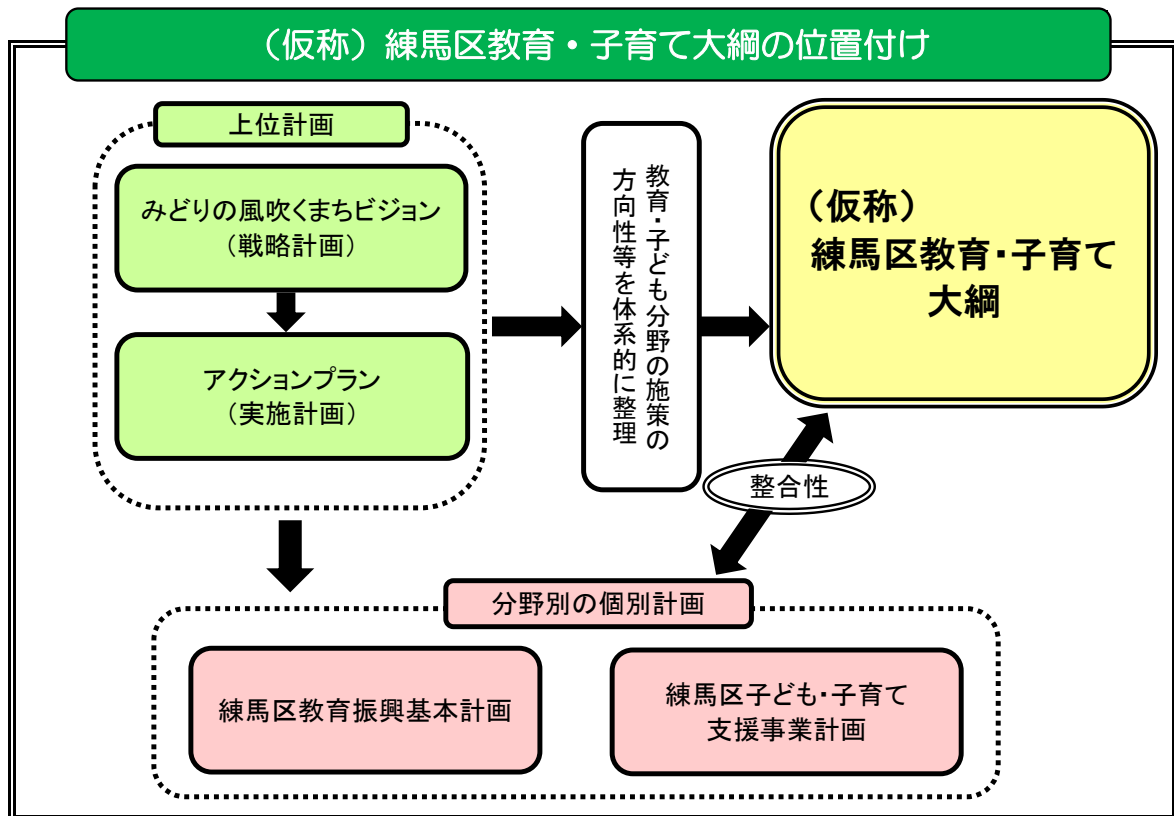 (仮称)練馬区教育・子育て大綱の位置付け
上位計画
みどりの風吹くまちビジョン
(戦略計画)
アクションプラン
(実施計画)
教育・子ども分野の施策の
方向性等を体系的に整理
(仮称)
練馬区教育・子育て
大綱
整合性
分野別の個別計画
練馬区教育振興基本計画
練馬区子ども・子育て
支援事業計画